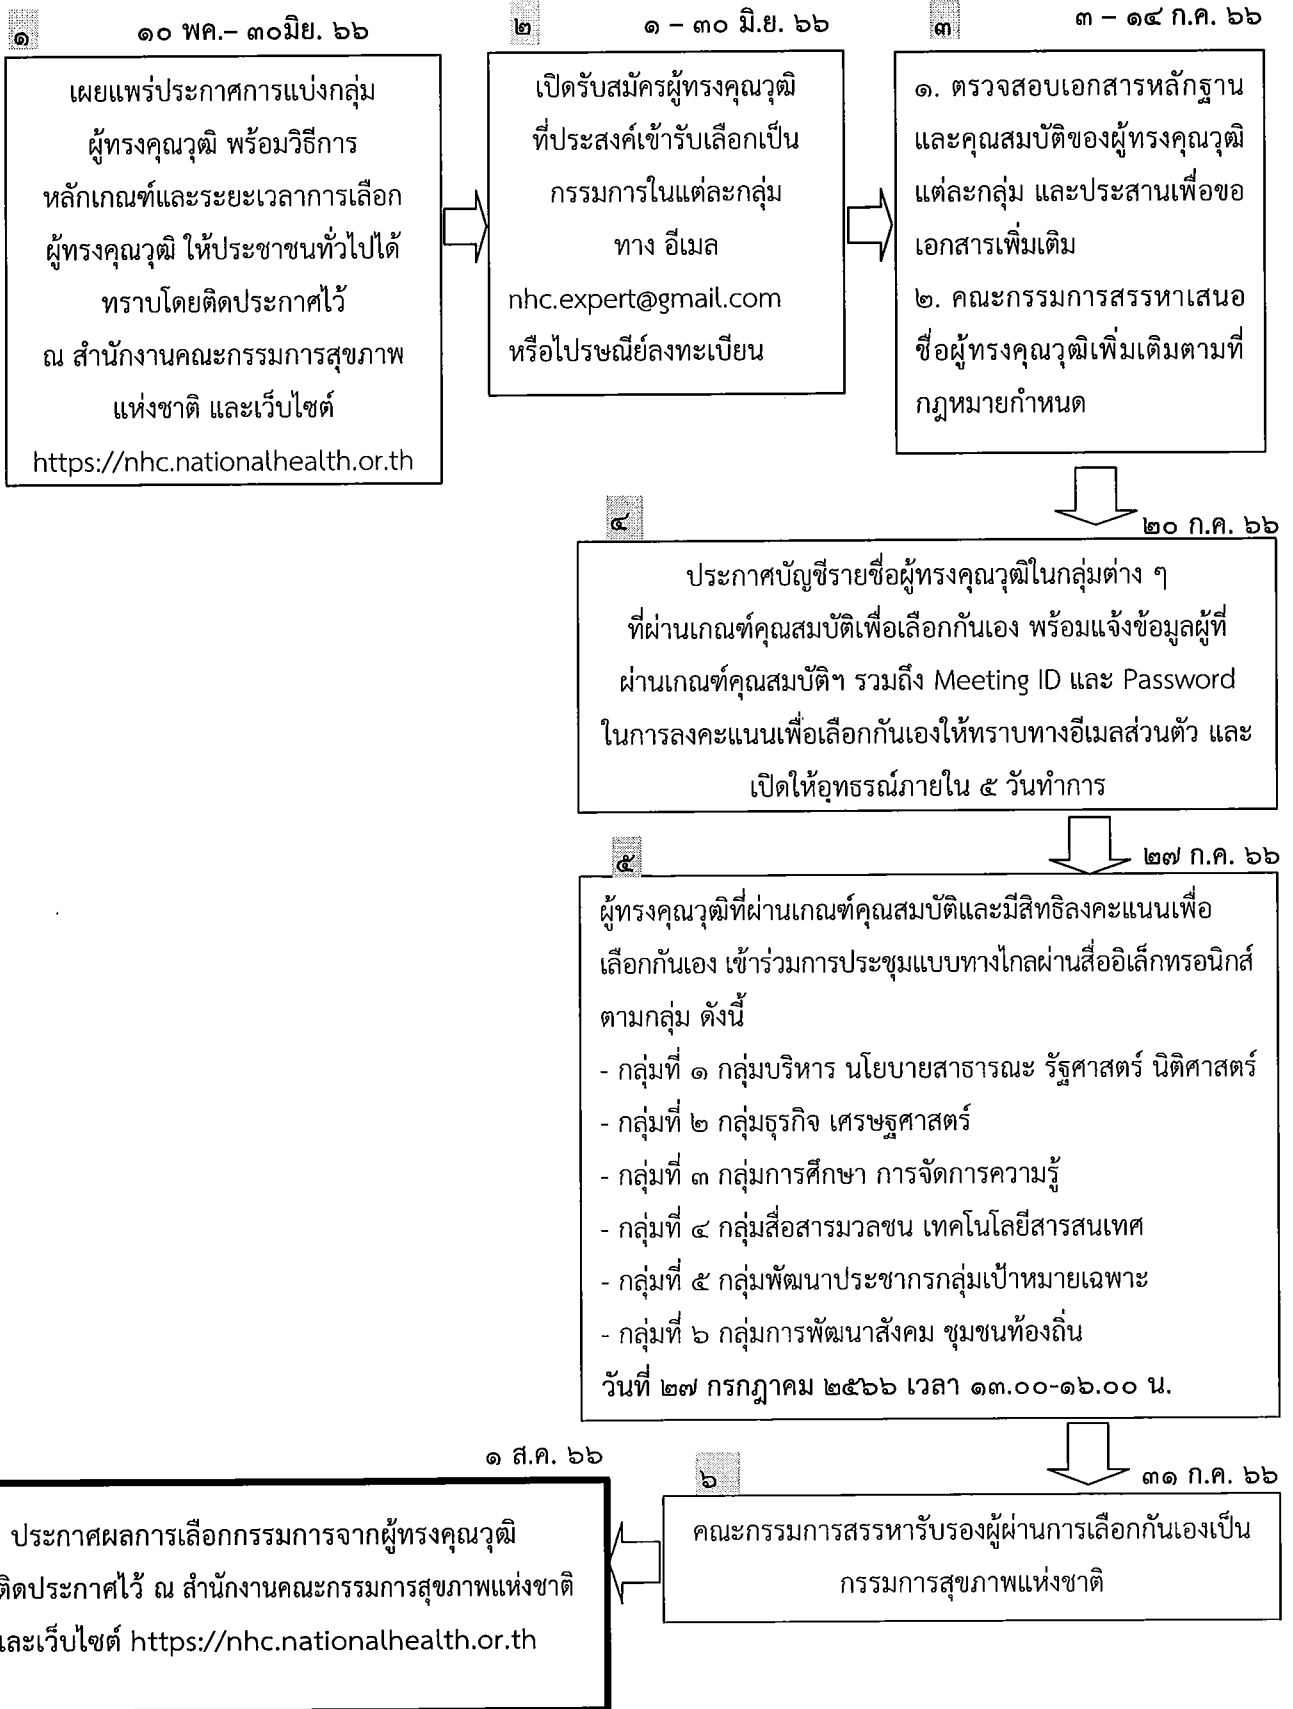 ๑
๑๐ พค.– ๓๐มิย. ๖๖
เผยแพร่ประกาศการแบ่งกลุ่ม
ผู้ทรงคุณวุฒิ พร้อมวิธีการ
หลักเกณฑ์และระยะเวลาการเลือก
ผู้ทรงคุณวุฒิ ให้ประชาชนทั่วไปได้
ทราบโดยติดประกาศไว้
ณ สำนักงานคณะกรรมการสุขภาพ
แห่งชาติ และเว็บไซต์
https://nhc.nationalhealth.or.th
๒
๑ – ๓๐ มิ.ย. ๖๖
เปิดรับสมัครผู้ทรงคุณวุฒิ
ที่ประสงค์เข้ารับเลือกเป็น
กรรมการในแต่ละกลุ่ม
ทาง อีเมล
nhc.expert@gmail.com
หรือไปรษณีย์ลงทะเบียน
๓
๓ – ๑๔ ก.ค. ๖๖
๑. ตรวจสอบเอกสารหลักฐาน
และคุณสมบัติของผู้ทรงคุณวุฒิ
แต่ละกลุ่ม และประสานเพื่อขอ
เอกสารเพิ่มเติม
๒. คณะกรรมการสรรหาเสนอ
ชื่อผู้ทรงคุณวุฒิเพิ่มเติมตามที่
กฎหมายกำหนด
๔
๒๐ ก.ค. ๖๖
ประกาศบัญชีรายชื่อผู้ทรงคุณวุฒิในกลุ่มต่าง ๆ
ที่ผ่านเกณฑ์คุณสมบัติเพื่อเลือกกันเอง พร้อมแจ้งข้อมูลผู้ที่
ผ่านเกณฑ์คุณสมบัติฯ รวมถึง Meeting ID และ Password
ในการลงคะแนนเพื่อเลือกกันเองให้ทราบทางอีเมลส่วนตัว และ
เปิดให้อุทธรณ์ภายใน ๕ วันทำการ
๕
๒๗ ก.ค. ๖๖
ผู้ทรงคุณวุฒิที่ผ่านเกณฑ์คุณสมบัติและมีสิทธิลงคะแนนเพื่อ
เลือกกันเอง เข้าร่วมการประชุมแบบทางไกลผ่านสื่ออิเล็กทรอนิกส์
ตามกลุ่ม ดังนี้
- กลุ่มที่ ๑ กลุ่มบริหาร นโยบายสาธารณะ รัฐศาสตร์ นิติศาสตร์
- กลุ่มที่ ๒ กลุ่มธุรกิจ เศรษฐศาสตร์
- กลุ่มที่ ๓ กลุ่มการศึกษา การจัดการความรู้
- กลุ่มที่ ๔ กลุ่มสื่อสารมวลชน เทคโนโลยีสารสนเทศ
- กลุ่มที่ ๕ กลุ่มพัฒนาประชากรกลุ่มเป้าหมายเฉพาะ
- กลุ่มที่ ๖ กลุ่มการพัฒนาสังคม ชุมชนท้องถิ่น
วันที่ ๒๗ กรกฎาคม ๒๕๖๖ เวลา ๑๓.๐๐-๑๖.๐๐ น.
๖
๓๑ ก.ค. ๖๖
คณะกรรมการสรรหารับรองผู้ผ่านการเลือกกันเองเป็น
กรรมการสุขภาพแห่งชาติ
๑ ส.ค. ๖๖
ประกาศผลการเลือกกรรมการจากผู้ทรงคุณวุฒิ
ติดประกาศไว้ ณ สำนักงานคณะกรรมการสุขภาพแห่งชาติ
และเว็บไซต์ https://nhc.nationalhealth.or.th